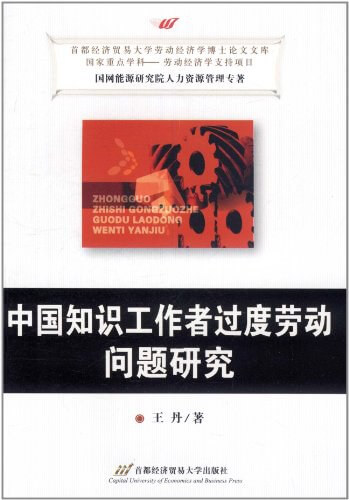 首都经济贸易大学劳动经济学博士论文文库
国家重点学科——劳动经济学支持项目
国网能源研究院人力资源管理专著
ZHONGGUO
ZHISHI GONGZUOZHE
GUODU LAODONG
WENTI YANJIU
中国知识工作者过度劳动
问题研究
王 丹/著
首都经济贸易大学出版社
Capital University of Economics and Business Press